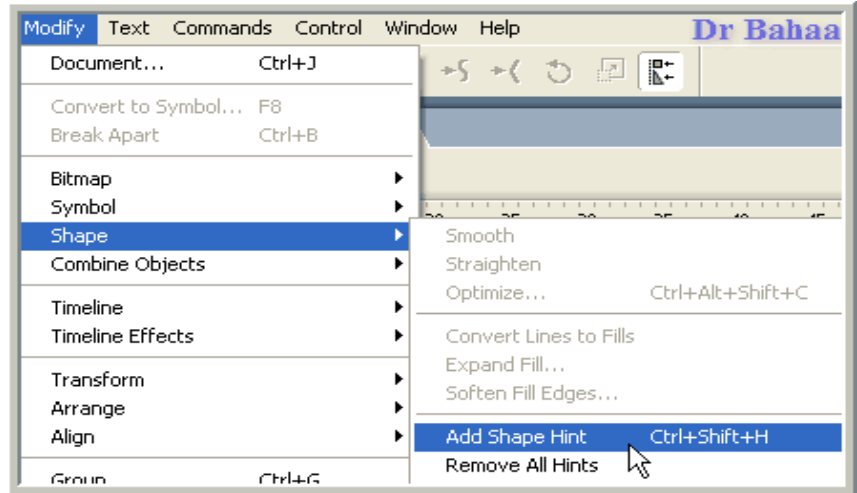 Modify Text Commands Control Window Help
Dr Bahaa
Document... Ctrl+J
Convert to Symbol... F8
Break Apart Ctrl+B
Bitmap
Symbol
Shape
Combine Objects
Timeline
Timeline Effects
Transform
Arrange
Align
Group Ctrl+G
Smooth
Straighten
Optimize... Ctrl+Alt+Shift+C
Convert Lines to Fills
Expand Fill...
Soften Fill Edges...
Add Shape Hint Ctrl+Shift+H
Remove All Hints